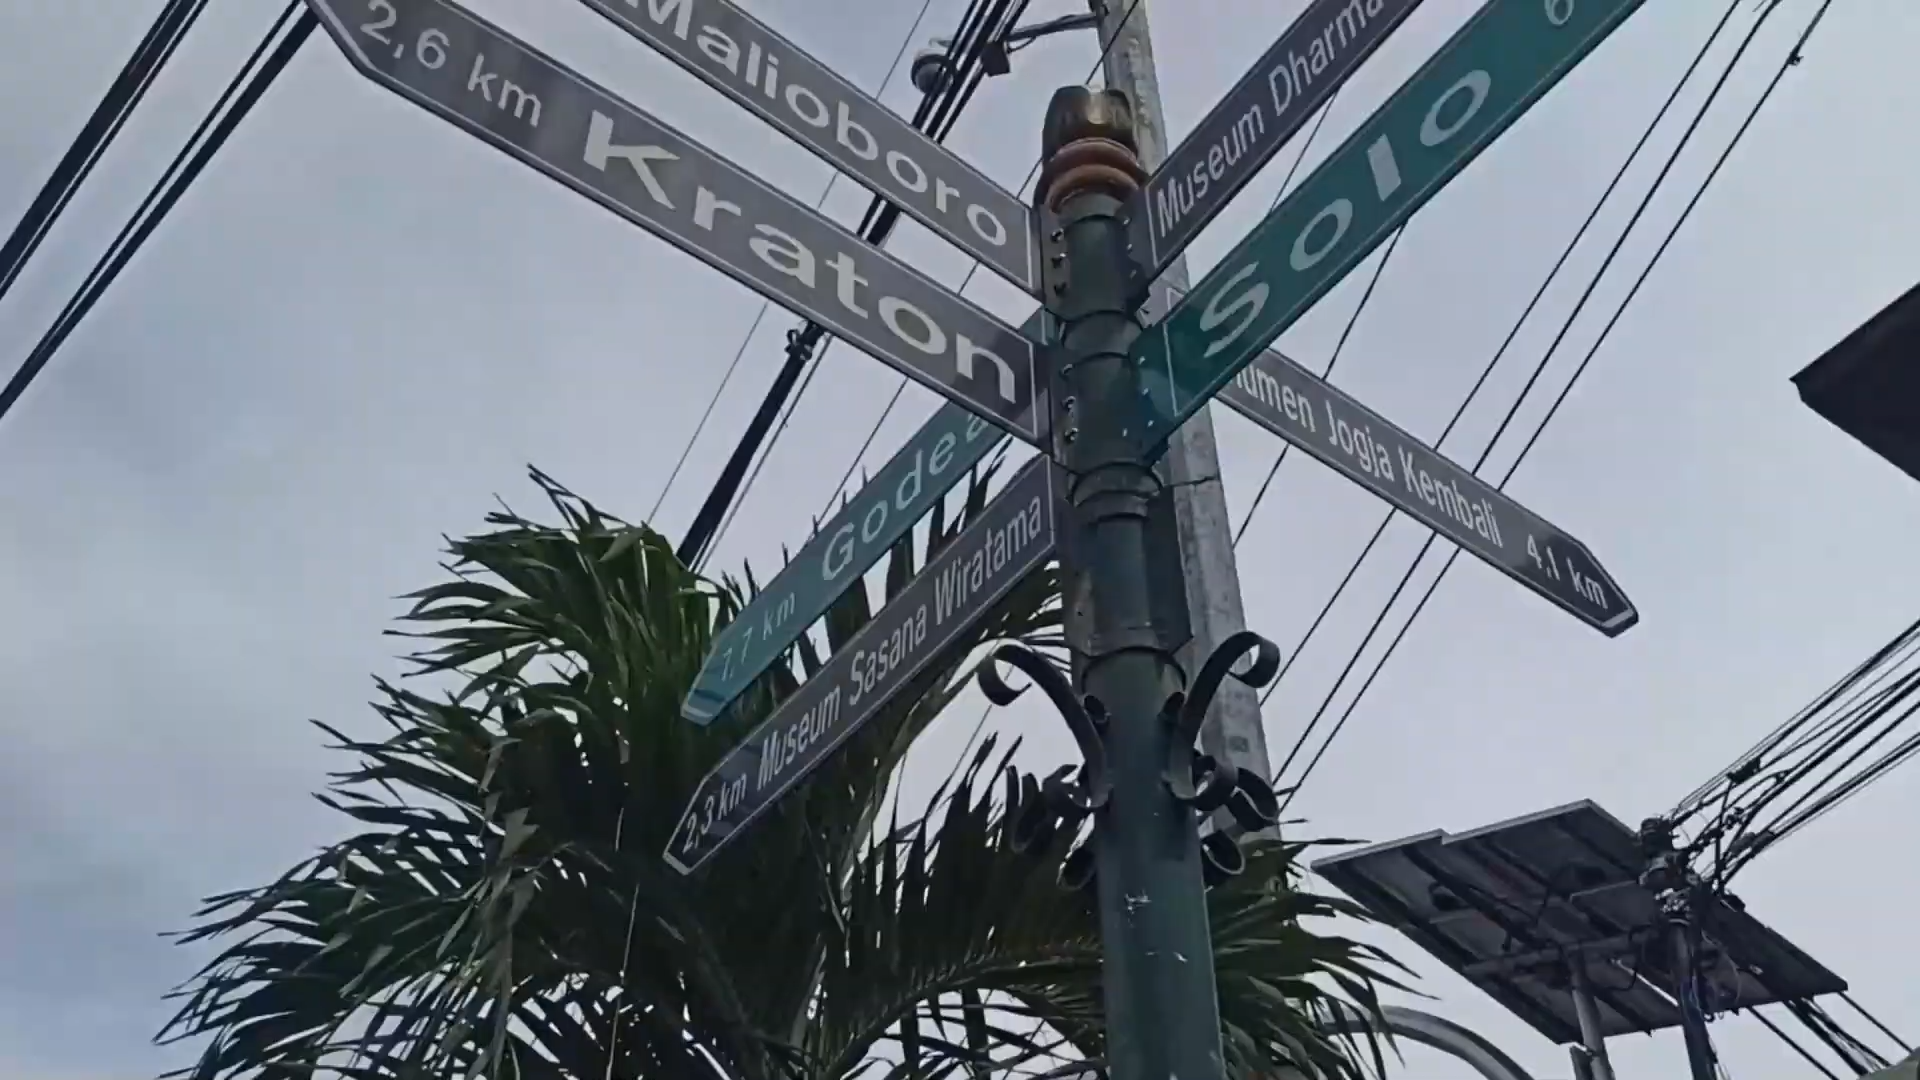 Malioboro
2,6 km Kraton
Museum Dharma
Solo 6
Jogja Kembali 4,1 km
7,7 km
2,3 km Museum Sasana Wiratama